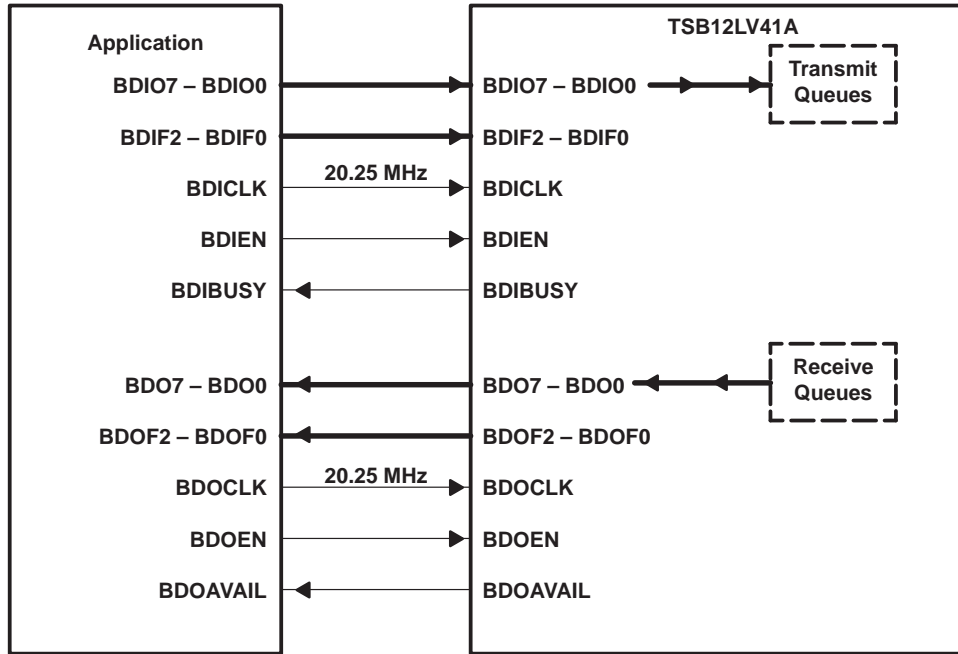 TSB12LV41A
Application
Transmit
Queues
BDIO7 – BDIO0
BDIO7 – BDIO0
BDIF2 – BDIF0
BDIF2 – BDIF0
BDICLK
20.25 MHz
BDICLK
BDIEN
BDIEN
BDIBUSY
BDIBUSY
Receive
Queues
BDO7 – BDO0
BDO7 – BDO0
BDOF2 – BDOF0
BDOF2 – BDOF0
BDOCLK
20.25 MHz
BDOCLK
BDOEN
BDOEN
BDOAVAIL
BDOAVAIL